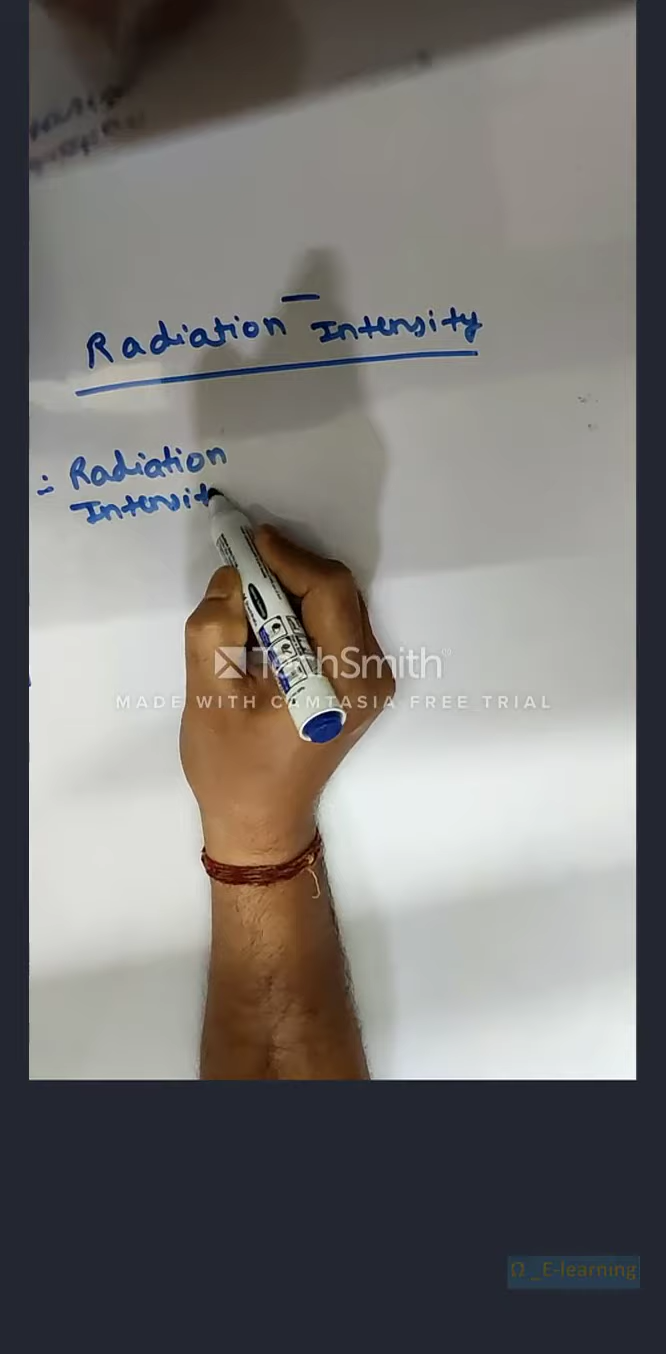 Radiation Intensity
Radiation
Intensit
TechSmith
MADE WITH CAMTASIA FREE TRIAL
Ω _E-learning